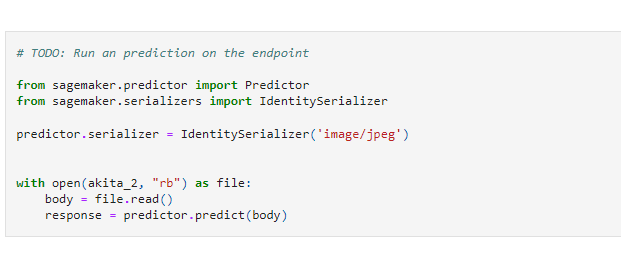 # TODO: Run an prediction on the endpoint
from sagemaker.predictor import Predictor
from sagemaker.serializers import IdentitySerializer
predictor.serializer = IdentitySerializer('image/jpeg')
with open(akita_2, "rb") as file:
    body = file.read()
    response = predictor.predict(body)